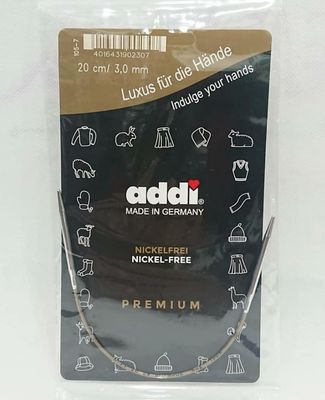 105-7
4016431902307
20 cm/ 3,0 mm
Luxus für die Hände
Indulge your hands
addi®
MADE IN GERMANY
NICKELFREI
NICKEL-FREE
PREMIUM